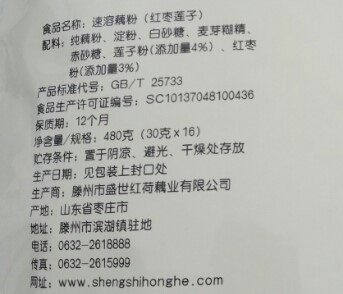 食品名称：速溶藕粉（红枣莲子）
配料：纯藕粉、淀粉、白砂糖、麦芽糊精、
赤砂糖、莲子粉(添加量4%）、红枣
粉(添加量3%）
产品标准代号：GB/T 25733
食品生产许可证编号：SC10137048100436
保质期：12个月
净含量/规格：480克（30克×16）
贮存条件：置于阴凉、避光、干燥处存放
生产日期：见包装上封口处
生产商：滕州市盛世红荷藕业有限公司
产地：山东省枣庄市
地址：滕州市滨湖镇驻地
电话：0632-2618888
传真：0632-2615999
网址：www.shengshihonghe.com